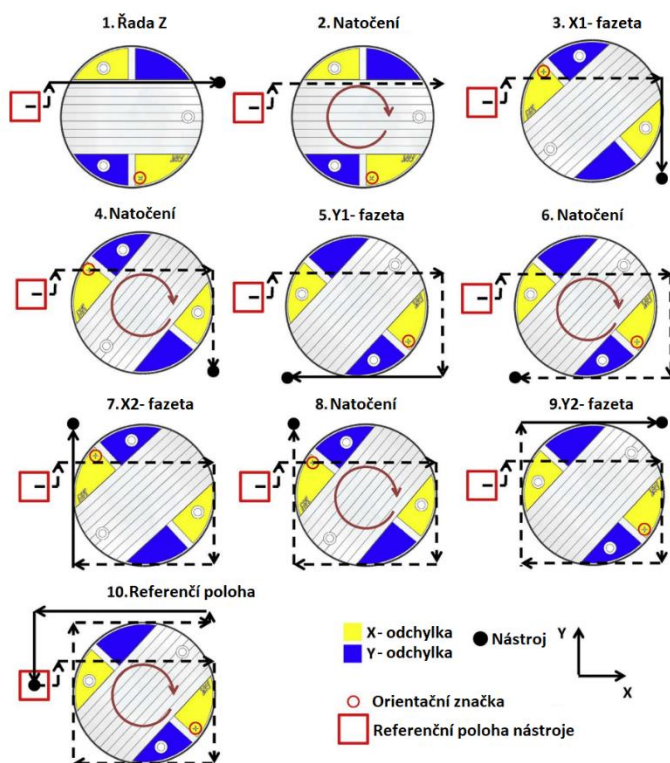 1. Řada Z
2. Natočení
3. X1- fazeta
4. Natočení
5.Y1- fazeta
6. Natočení
7. X2- fazeta
8. Natočení
9.Y2- fazeta
10.Referenčí poloha
X - odchylka
Y - odchylka
Nástroj
Y
X
Orientační značka
Referenční poloha nástroje